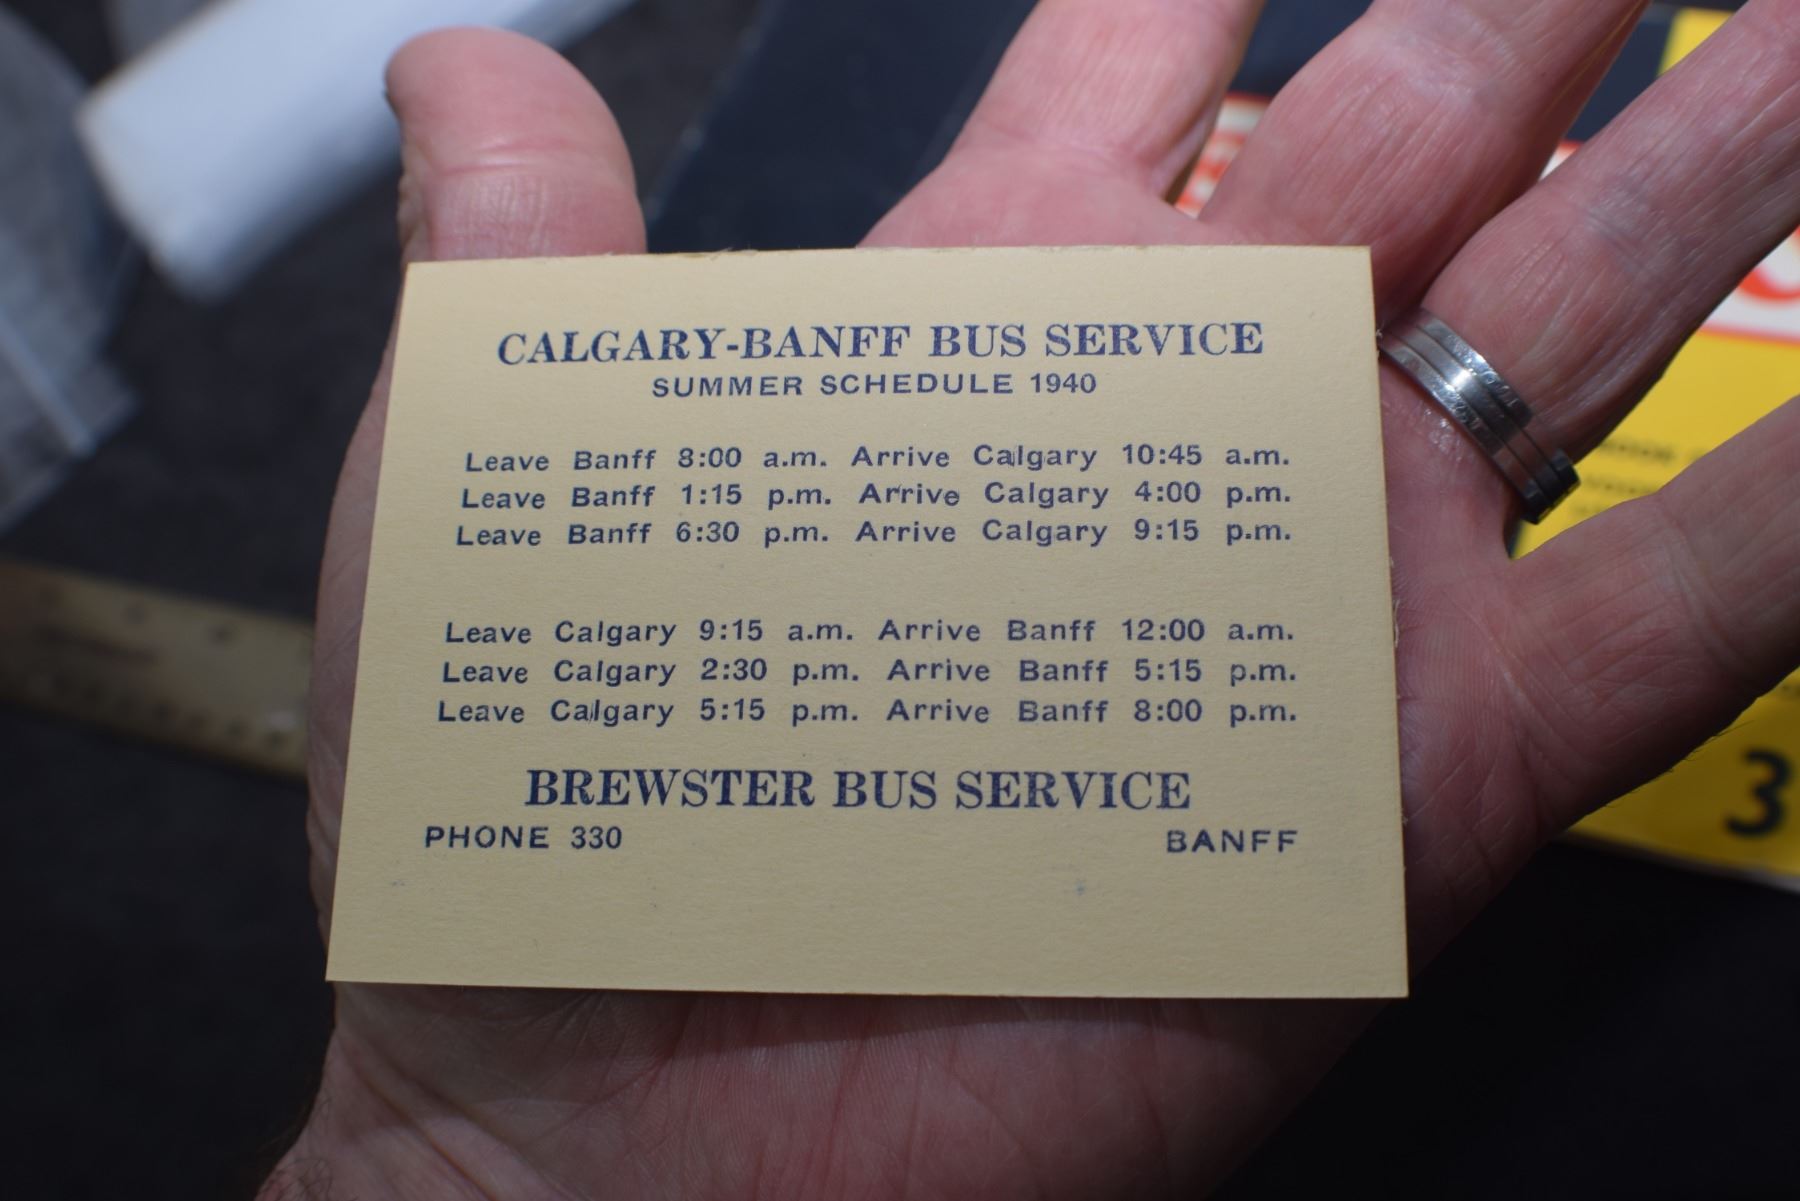 CALGARY-BANFF BUS SERVICE
SUMMER SCHEDULE 1940
Leave Banff 8:00 a.m. Arrive Calgary 10:45 a.m.
Leave Banff 1:15 p.m. Arrive Calgary 4:00 p.m.
Leave Banff 6:30 p.m. Arrive Calgary 9:15 p.m.
Leave Calgary 9:15 a.m. Arrive Banff 12:00 a.m.
Leave Calgary 2:30 p.m. Arrive Banff 5:15 p.m.
Leave Calgary 5:15 p.m. Arrive Banff 8:00 p.m.
BREWSTER BUS SERVICE
PHONE 330 BANFF
3